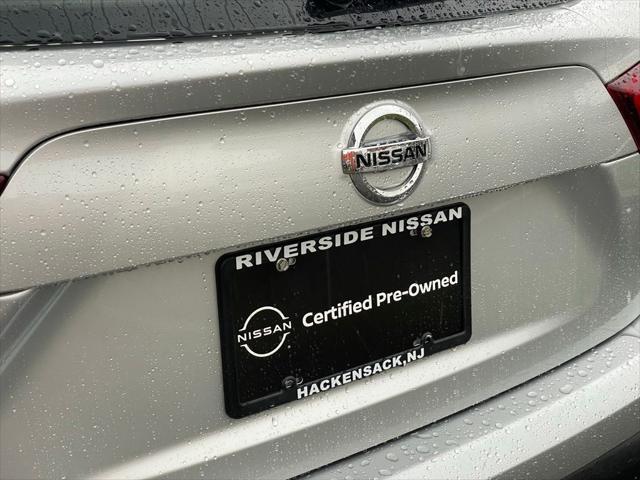 NISSAN
RIVERSIDE NISSAN
NISSAN
Certified Pre-Owned
HACKENSACK,NJ